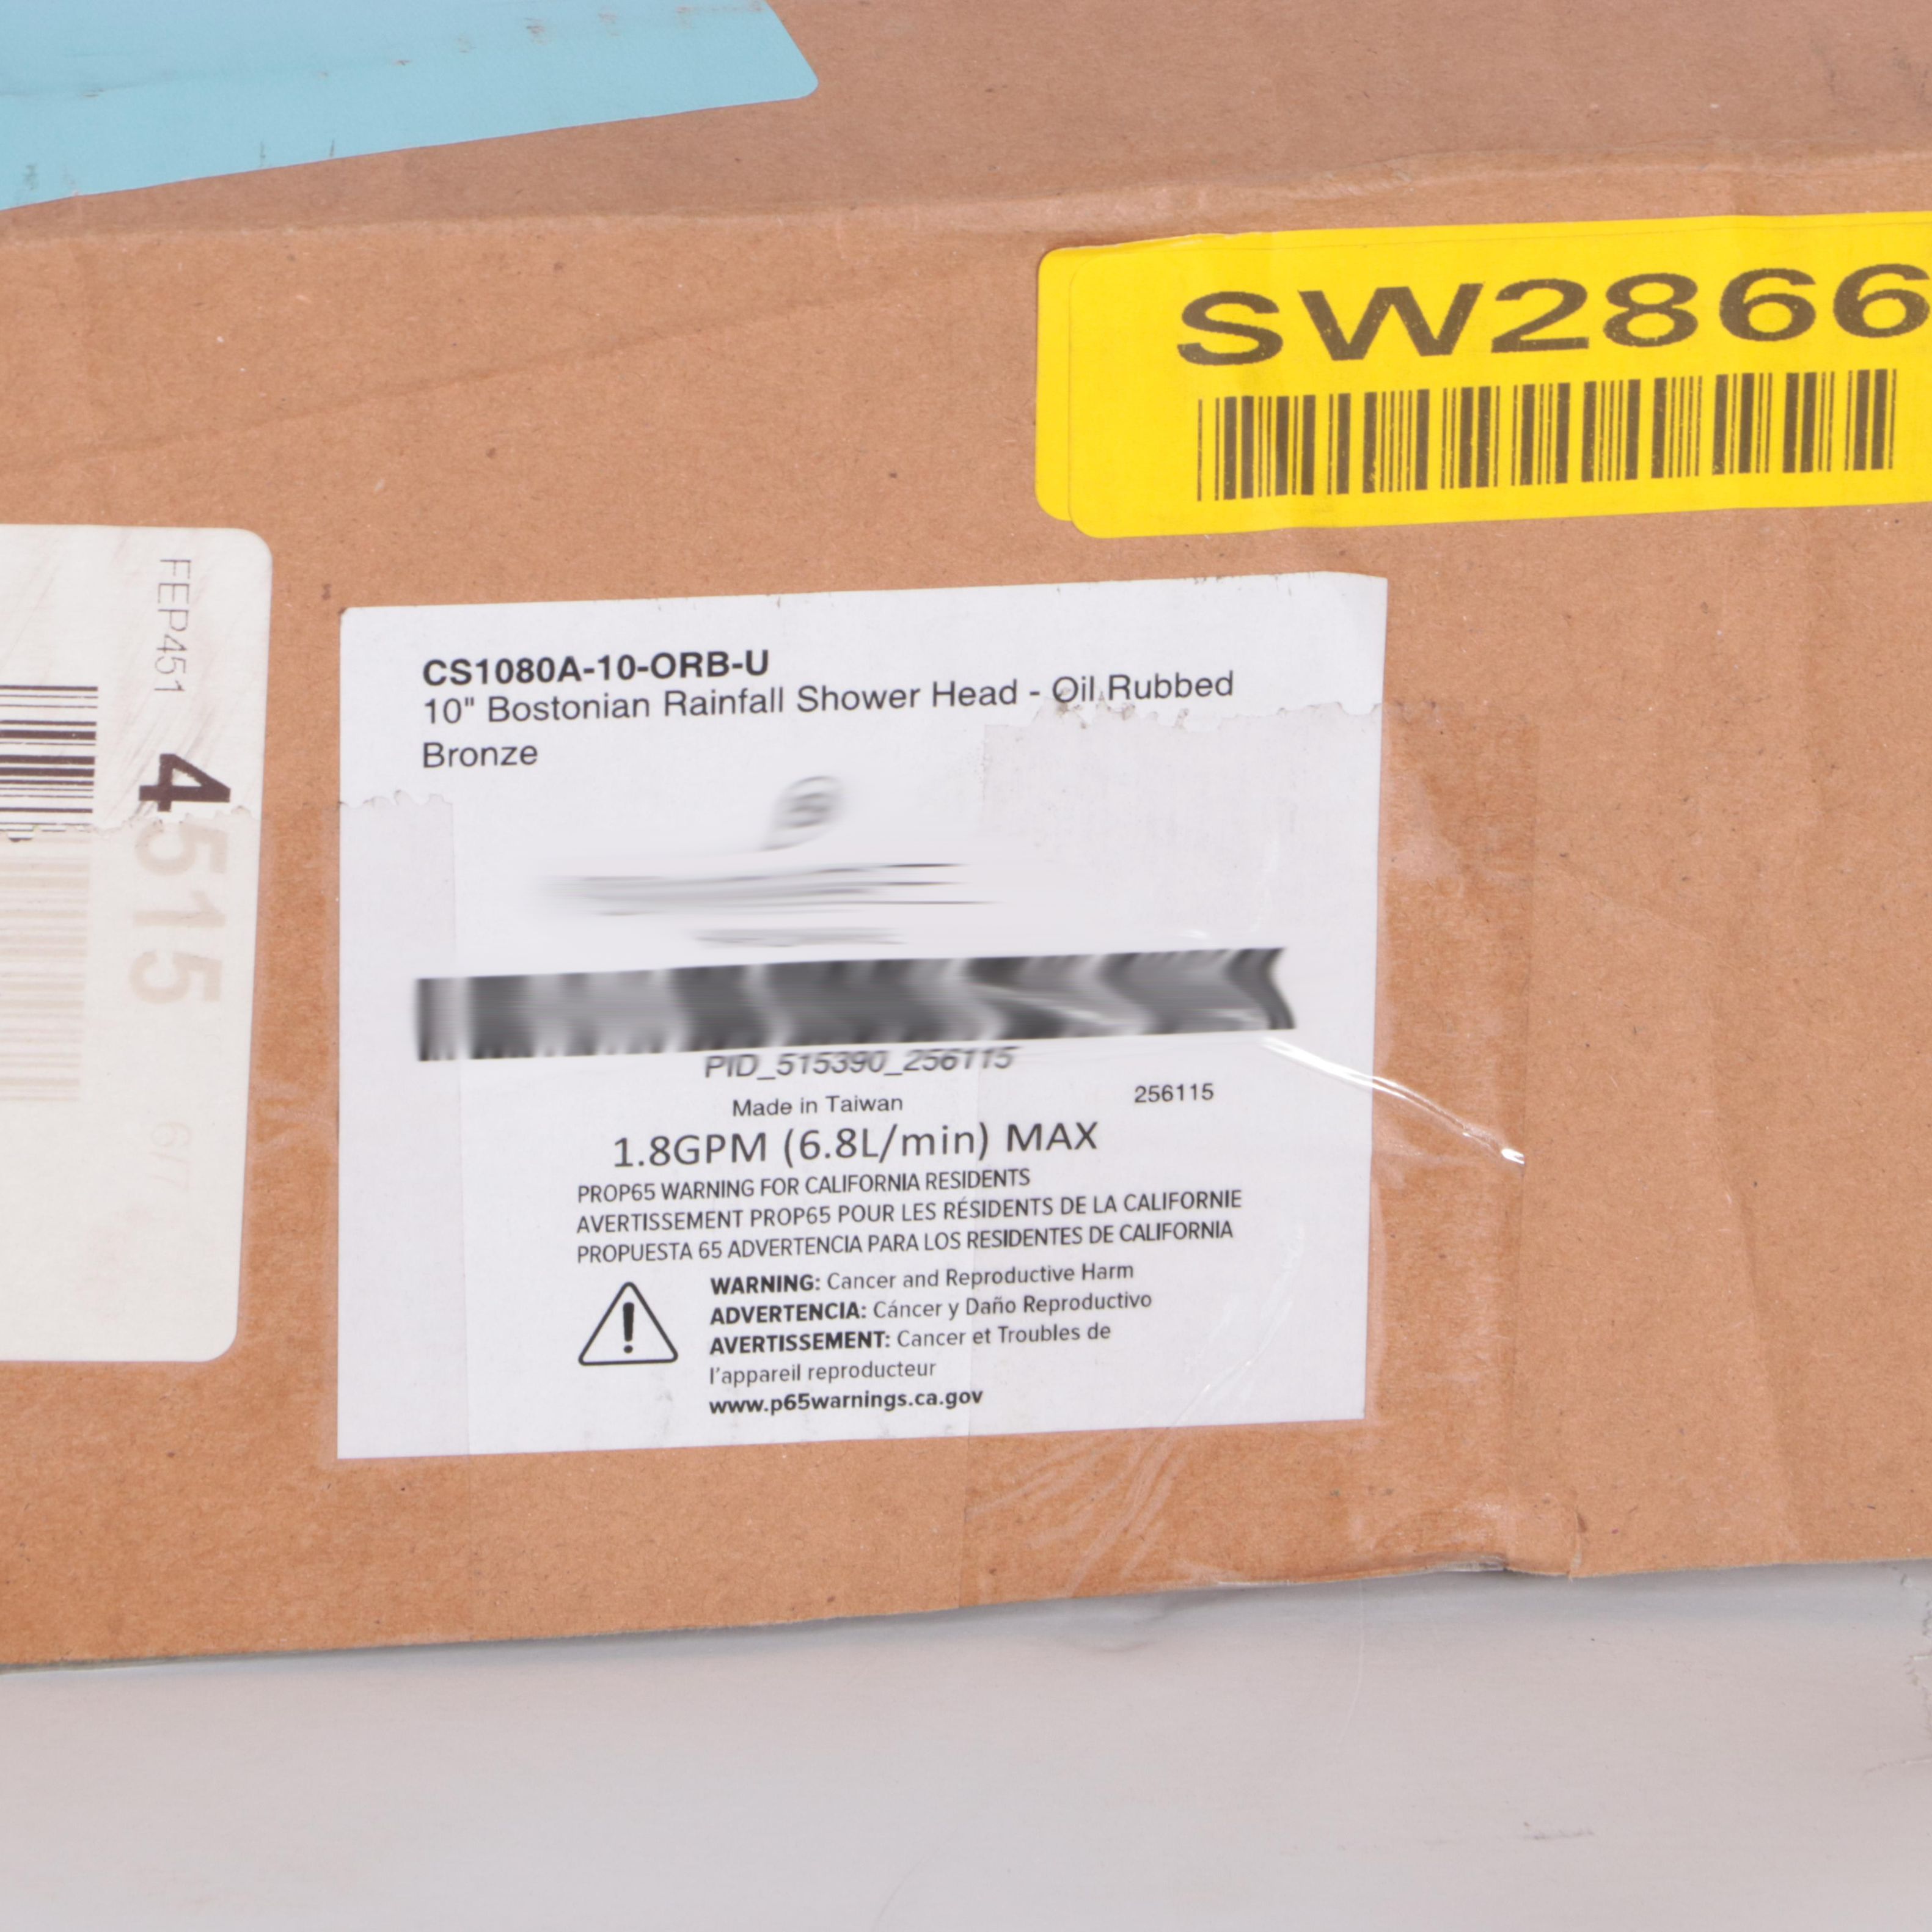 SW2866
FEP451
4515
6/7
CS1080A-10-ORB-U
10" Bostonian Rainfall Shower Head - Oil Rubbed
Bronze
PID_515390_256115
Made in Taiwan
256115
1.8GPM (6.8L/min) MAX
PROP65 WARNING FOR CALIFORNIA RESIDENTS
AVERTISSEMENT PROP65 POUR LES RÉSIDENTS DE LA CALIFORNIE
PROPUESTA 65 ADVERTENCIA PARA LOS RESIDENTES DE CALIFORNIA
WARNING: Cancer and Reproductive Harm
ADVERTENCIA: Cáncer y Daño Reproductivo
AVERTISSEMENT: Cancer et Troubles de
l'appareil reproducteur
www.p65warnings.ca.gov